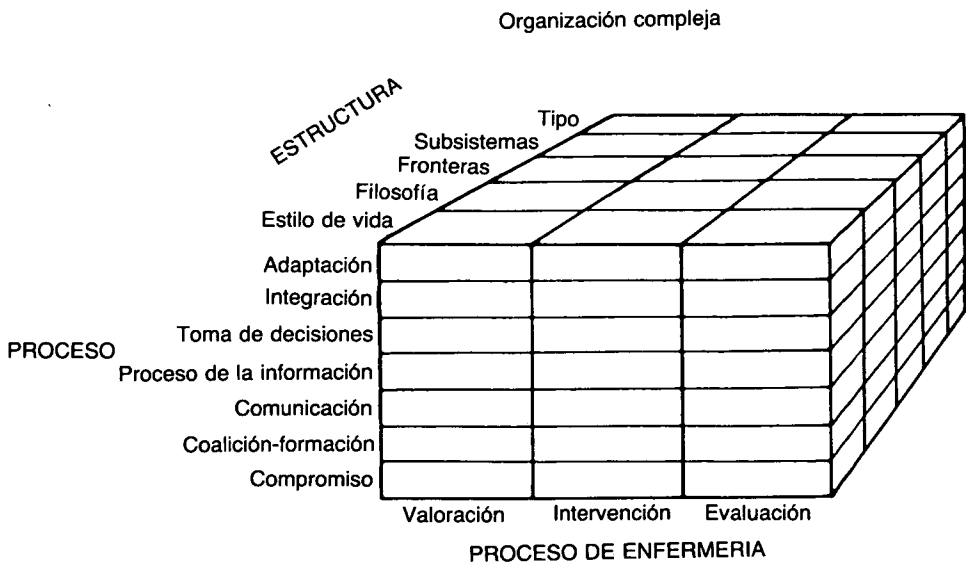 Organización compleja
ESTRUCTURA
Tipo
Subsistemas
Fronteras
Filosofía
Estilo de vida
Adaptación
Integración
Toma de decisiones
PROCESO
Proceso de la información
Comunicación
Coalición-formación
Compromiso
Valoración Intervención Evaluación
PROCESO DE ENFERMERIA